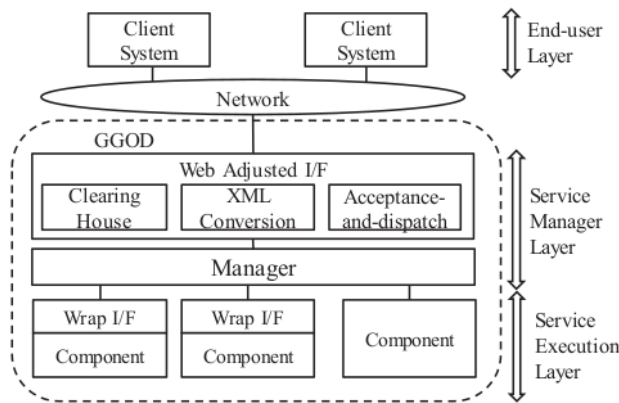 Client
System
Client
System
End-user
Layer
Network
GGOD
Web Adjusted I/F
Clearing
House
XML
Conversion
Acceptance-
and-dispatch
Service
Manager
Layer
Manager
Wrap I/F
Component
Wrap I/F
Component
Component
Service
Execution
Layer